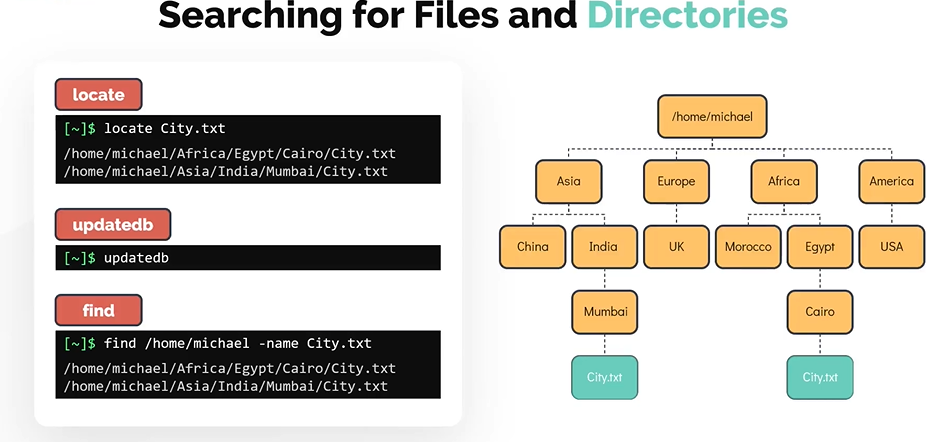 Searching for Files and Directories
locate
[~]$ locate City.txt
/home/michael/Africa/Egypt/Cairo/City.txt
/home/michael/Asia/India/Mumbai/City.txt
updatedb
[~]$ updatedb
find
[~]$ find /home/michael -name City.txt
/home/michael/Africa/Egypt/Cairo/City.txt
/home/michael/Asia/India/Mumbai/City.txt
/home/michael
Asia Europe Africa America
China India UK Morocco Egypt USA
Mumbai Cairo
City.txt City.txt